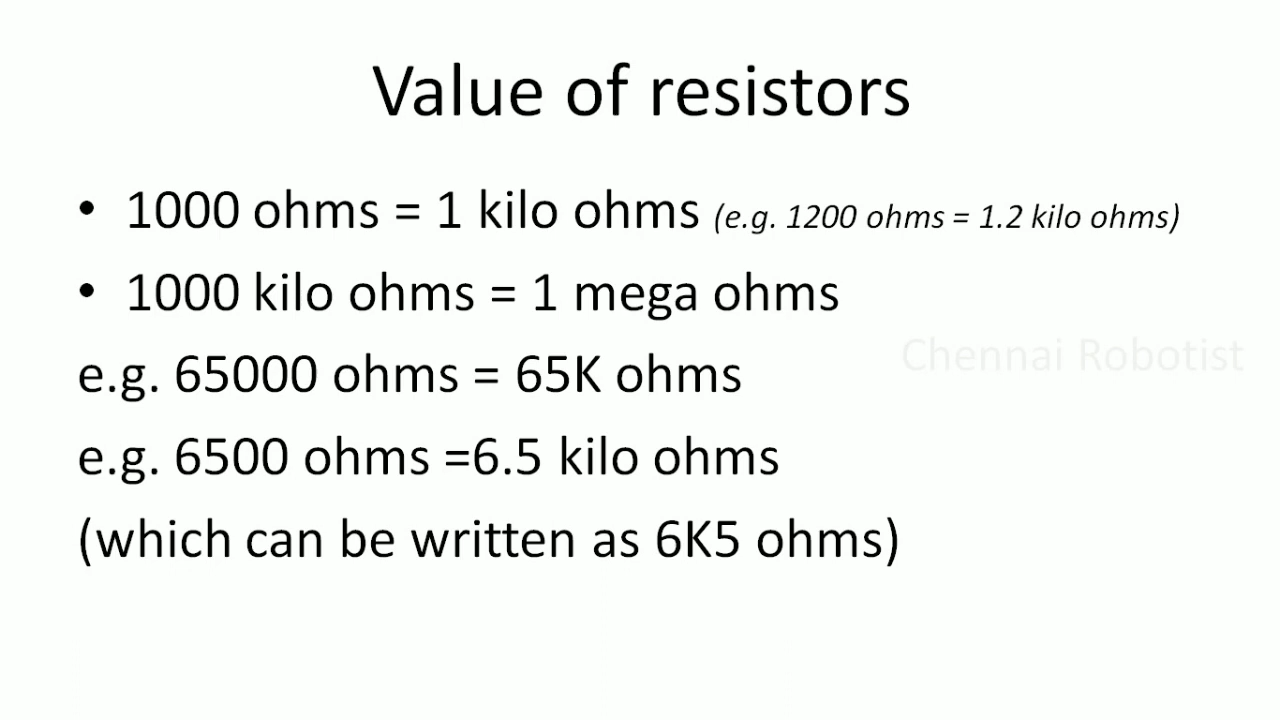 Value of resistors
• 1000 ohms = 1 kilo ohms (e.g. 1200 ohms = 1.2 kilo ohms)
• 1000 kilo ohms = 1 mega ohms
Chennai Robotist
e.g. 65000 ohms = 65K ohms
e.g. 6500 ohms =6.5 kilo ohms
(which can be written as 6K5 ohms)